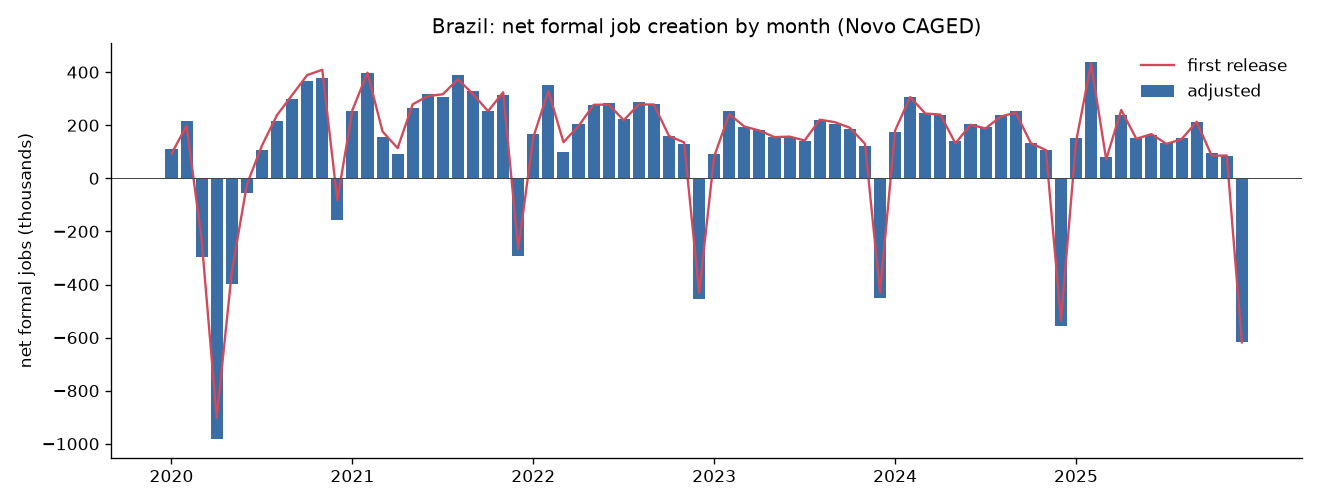 Brazil: net formal job creation by month (Novo CAGED)
net formal jobs (thousands)
400
200
0
−200
−400
−600
−800
−1000
first release
adjusted
2020 2021 2022 2023 2024 2025